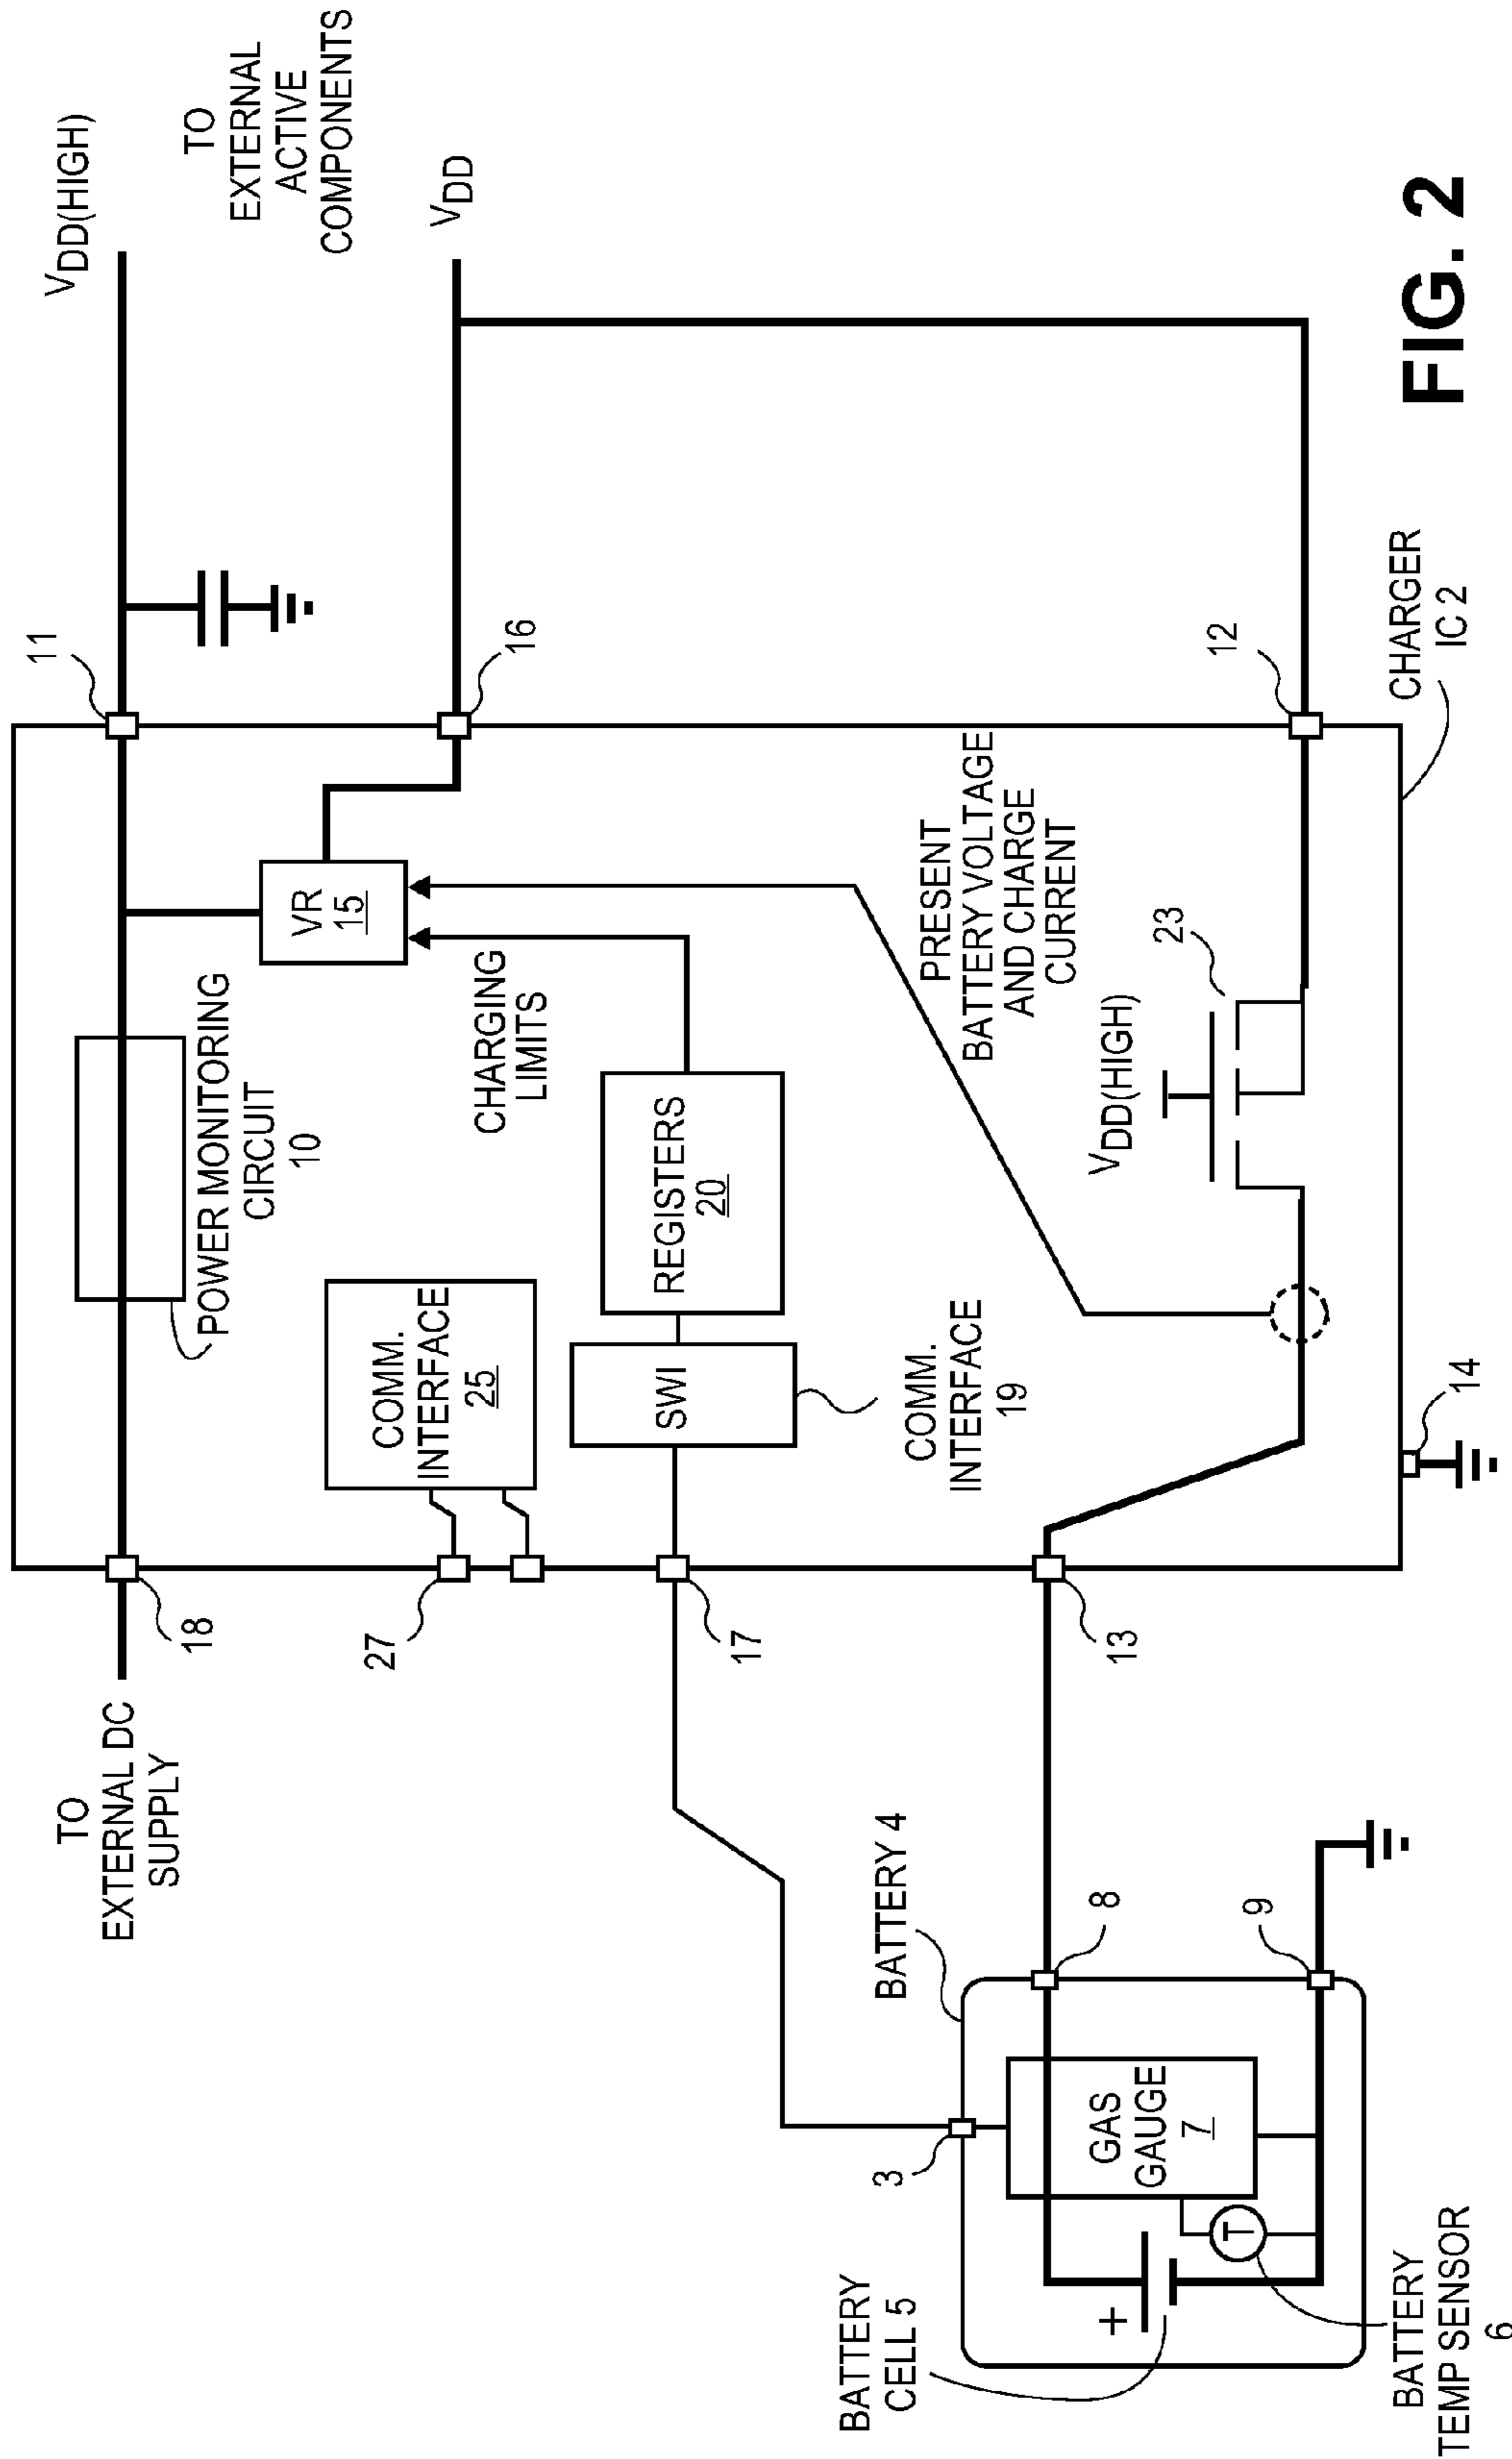 TO
EXTERNAL DC
SUPPLY
18
POWER MONITORING
CIRCUIT
10
11
VDD(HIGH)
TO
EXTERNAL
ACTIVE
COMPONENTS
VDD
16
VR
15
CHARGING
LIMITS
COMM.
INTERFACE
25
27
REGISTERS
20
SWI
COMM.
INTERFACE
19
17
PRESENT
BATTERY VOLTAGE
AND CHARGE
CURRENT
VDD(HIGH)
23
12
13
14
CHARGER
IC 2
BATTERY 4
8
9
3
GAS
GAUGE
7
T
+
BATTERY
CELL 5
BATTERY
TEMP SENSOR
6
FIG. 2